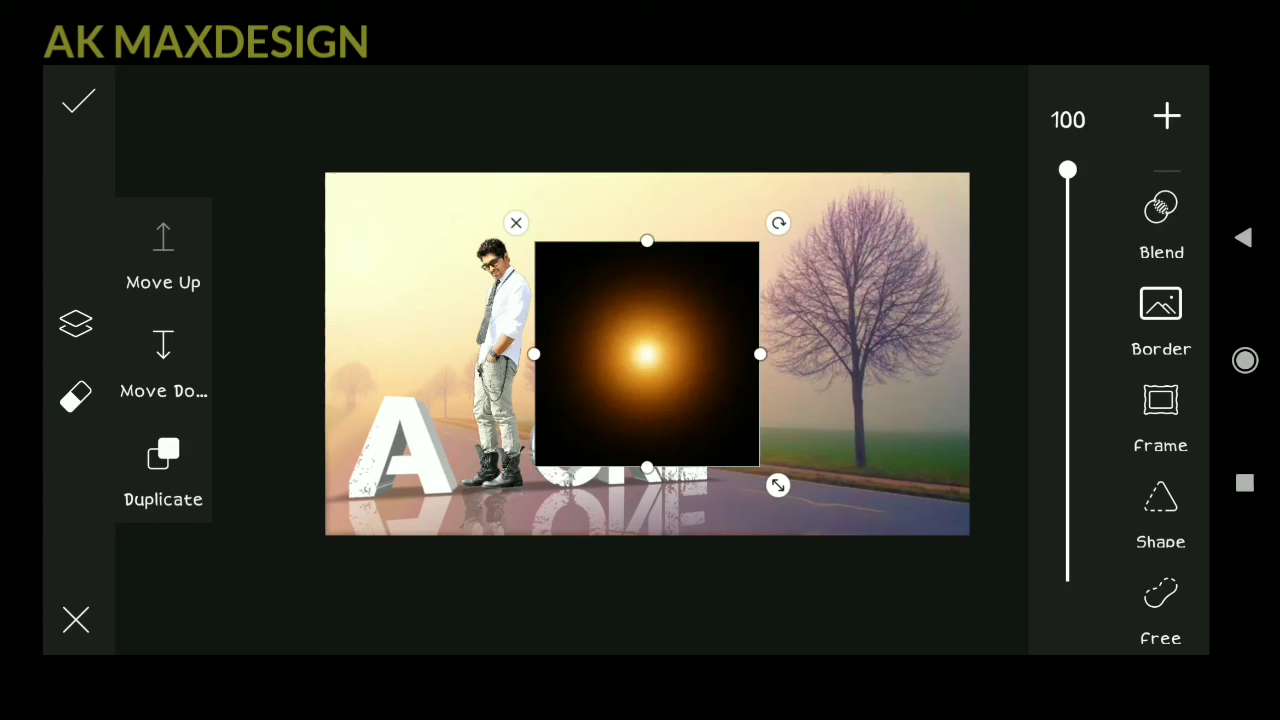 AK MAXDESIGN
100
Move Up
Move Do...
Duplicate
Blend
Border
Frame
Shape
Free
A